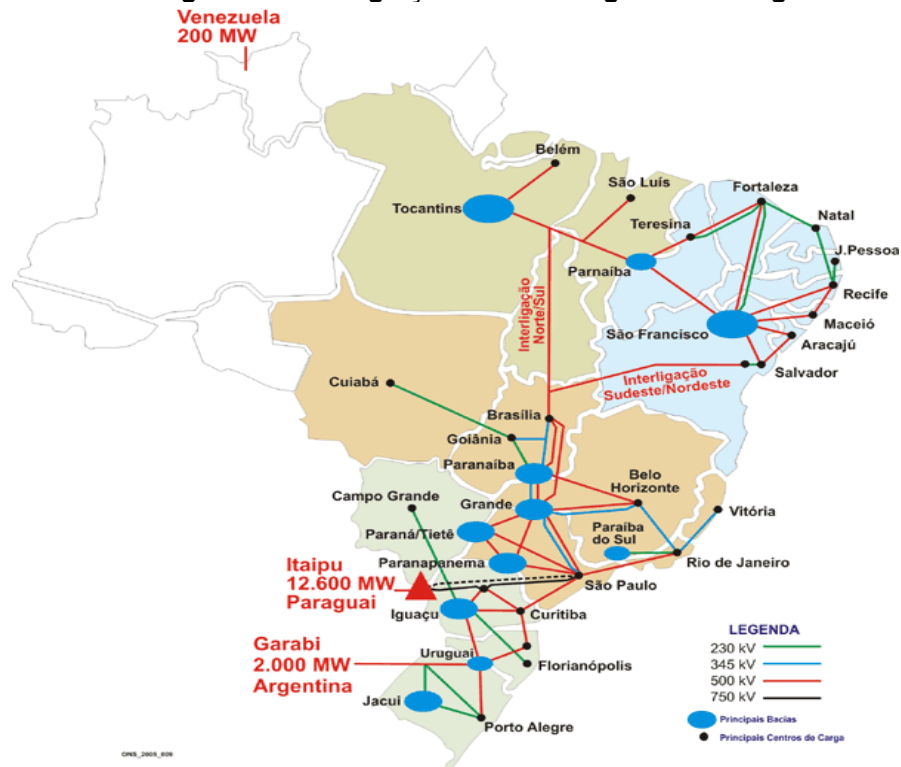 Venezuela
200 MW
Belém
São Luís
Fortaleza
Tocantins
Teresina
Natal
J.Pessoa
Parnaíba
Recife
Interligação
Norte/Sul
São Francisco
Maceió
Aracajú
Interligação
Sudeste/Nordeste
Salvador
Cuiabá
Brasília
Goiânia
Paranaíba
Belo
Horizonte
Campo Grande
Grande
Vitória
Paraná/Tietê
Paraíba
do Sul
Paranapanema
Rio de Janeiro
Itaipu
12.600 MW
Paraguai
São Paulo
Iguaçu
Curitiba
LEGENDA
230 kV
345 kV
500 kV
750 kV
Principais Bacias
Principais Centros de Carga
Garabi
2.000 MW
Argentina
Uruguai
Florianópolis
Jacui
Porto Alegre
ONS_2005_009